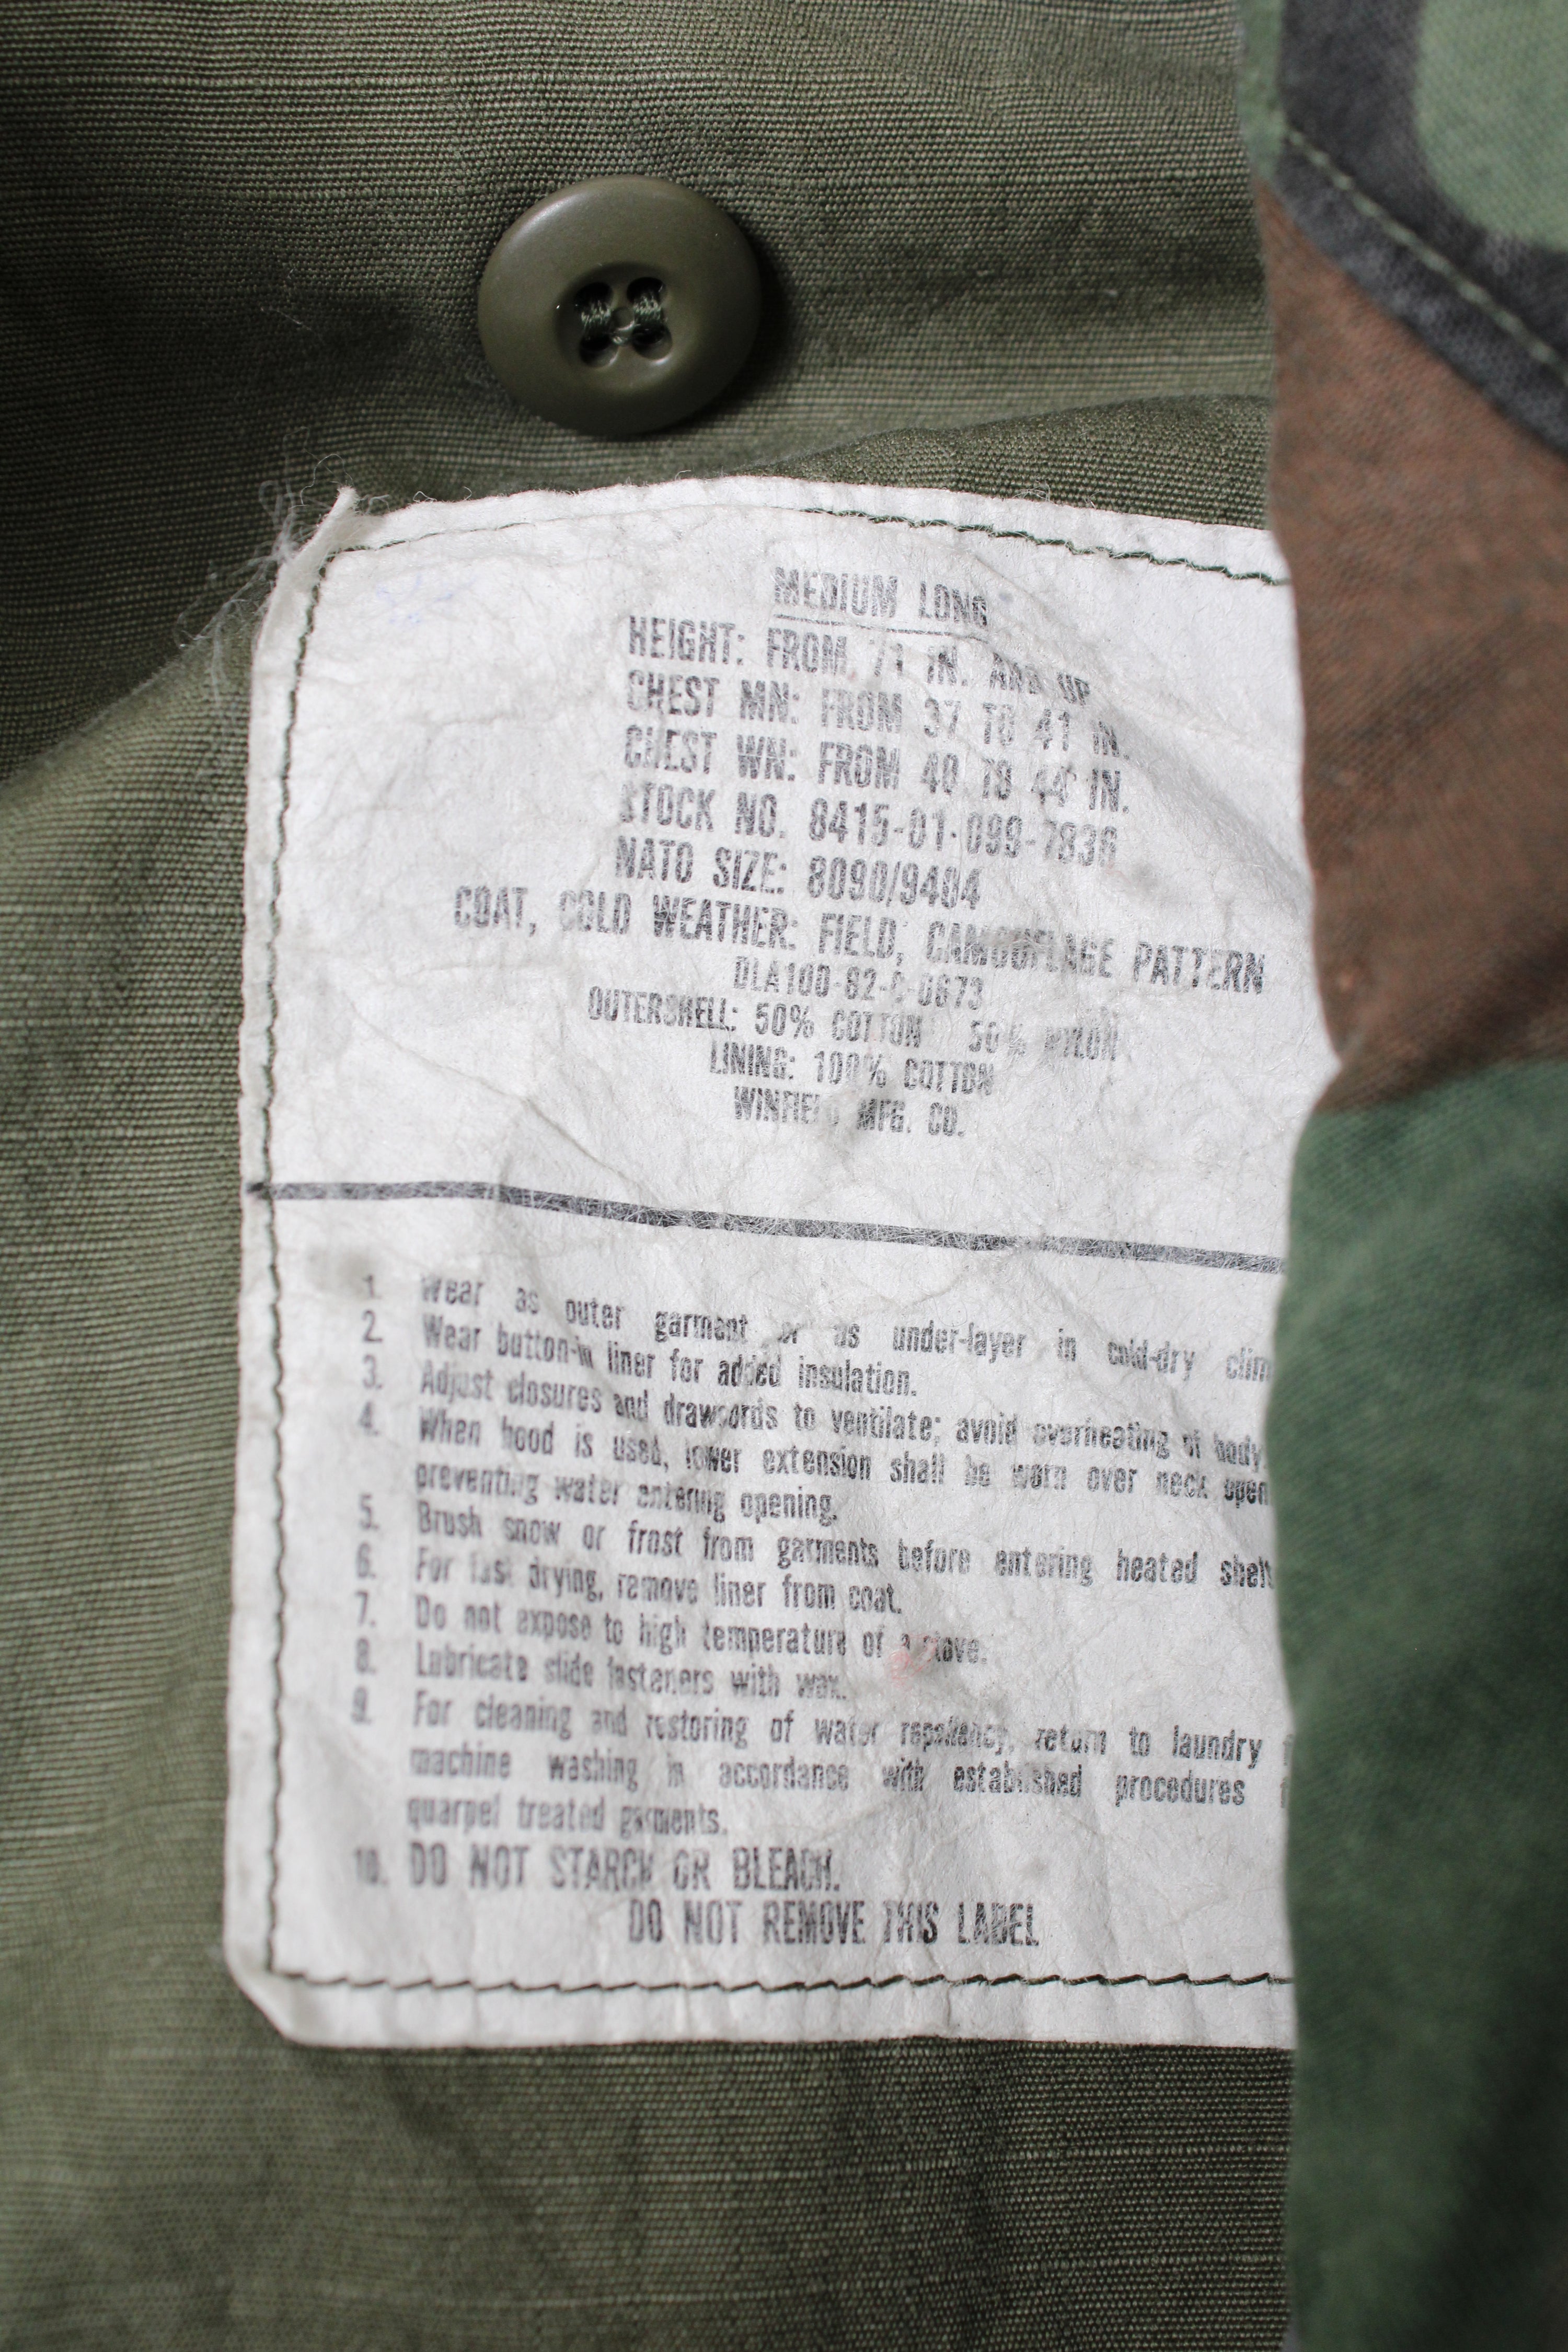 MEDIUM LONG
HEIGHT: FROM 71 IN. AND UP
CHEST MN: FROM 37 TO 41 IN.
CHEST WN: FROM 40 TO 44 IN.
STOCK NO. 8415-01-099-7836
NATO SIZE: 8090/9404
COAT, COLD WEATHER: FIELD, CAMOUFLAGE PATTERN
DLA100-82-C-0673
OUTERSHELL: 50% COTTON 50% NYLON
LINING: 100% COTTON
WINFIELD MFG. CO.
1. Wear as outer garment or as under-layer in cold-dry clim
2. Wear button-in liner for added insulation.
3. Adjust closures and drawcords to ventilate; avoid overheating of body.
4. When hood is used, lower extension shall be worn over neck open
preventing water entering opening.
5. Brush snow or frost from garments before entering heated shelt
6. For fast drying, remove liner from coat.
7. Do not expose to high temperature of a stove.
8. Lubricate slide fasteners with wax.
9. For cleaning and restoring of water repellency, return to laundry
machine washing in accordance with established procedures
quarpel treated garments.
10. DO NOT STARCH OR BLEACH.
DO NOT REMOVE THIS LABEL